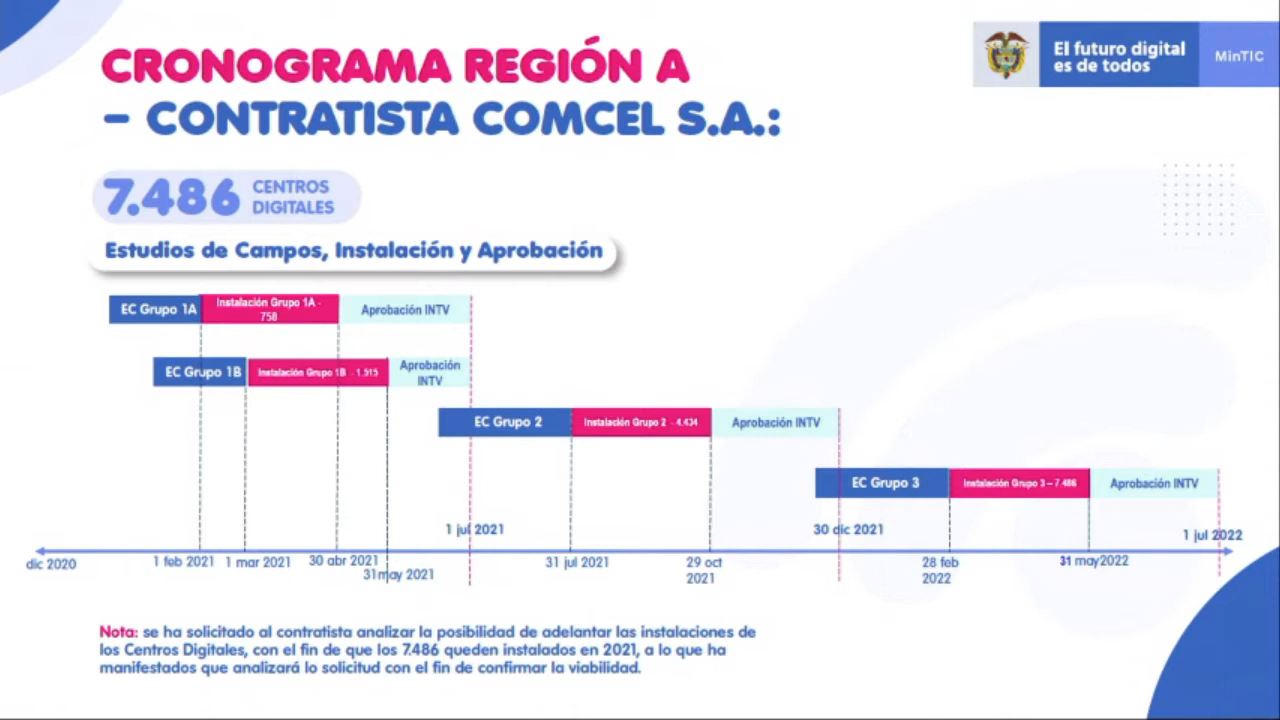 CRONOGRAMA REGIÓN A
– CONTRATISTA COMCEL S.A.:
El futuro digital
es de todos
MinTIC
7.486 CENTROS
DIGITALES
Estudios de Campos, Instalación y Aprobación
EC Grupo 1A
Instalación Grupo 1A -
758
Aprobación INTV
EC Grupo 1B
Instalación Grupo 1B - 1.515
Aprobación
INTV
EC Grupo 2
Instalación Grupo 2 - 4.434
Aprobación INTV
EC Grupo 3
Instalación Grupo 3 – 7.486
Aprobación INTV
1 jul 2021
30 dic 2021
1 jul 2022
dic 2020
1 feb 2021
1 mar 2021
30 abr 2021
31may 2021
31 jul 2021
29 oct
2021
28 feb
2022
31 may2022
Nota: se ha solicitado al contratista analizar la posibilidad de adelantar las instalaciones de
los Centros Digitales, con el fin de que los 7.486 queden instalados en 2021, a lo que ha
manifestados que analizará lo solicitud con el fin de confirmar la viabilidad.